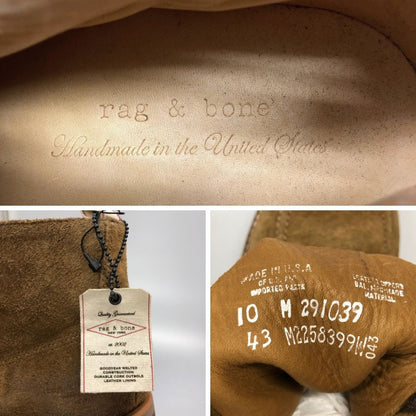 rag & bone
Handmade in the United States
Quality Guaranteed
rag & bone
NEW YORK
est. 2002
Handmade in the United States
GOODYEAR WELTED
CONSTRUCTION
DURABLE CORK OUTSOLE
LEATHER LINING
MADE IN U.S.A
OF U.S. AND
IMPORTED PARTS
LEATHER UPPERS
BAL. MAN-MADE
MATERIAL
10 M 291039
43 M2258399W